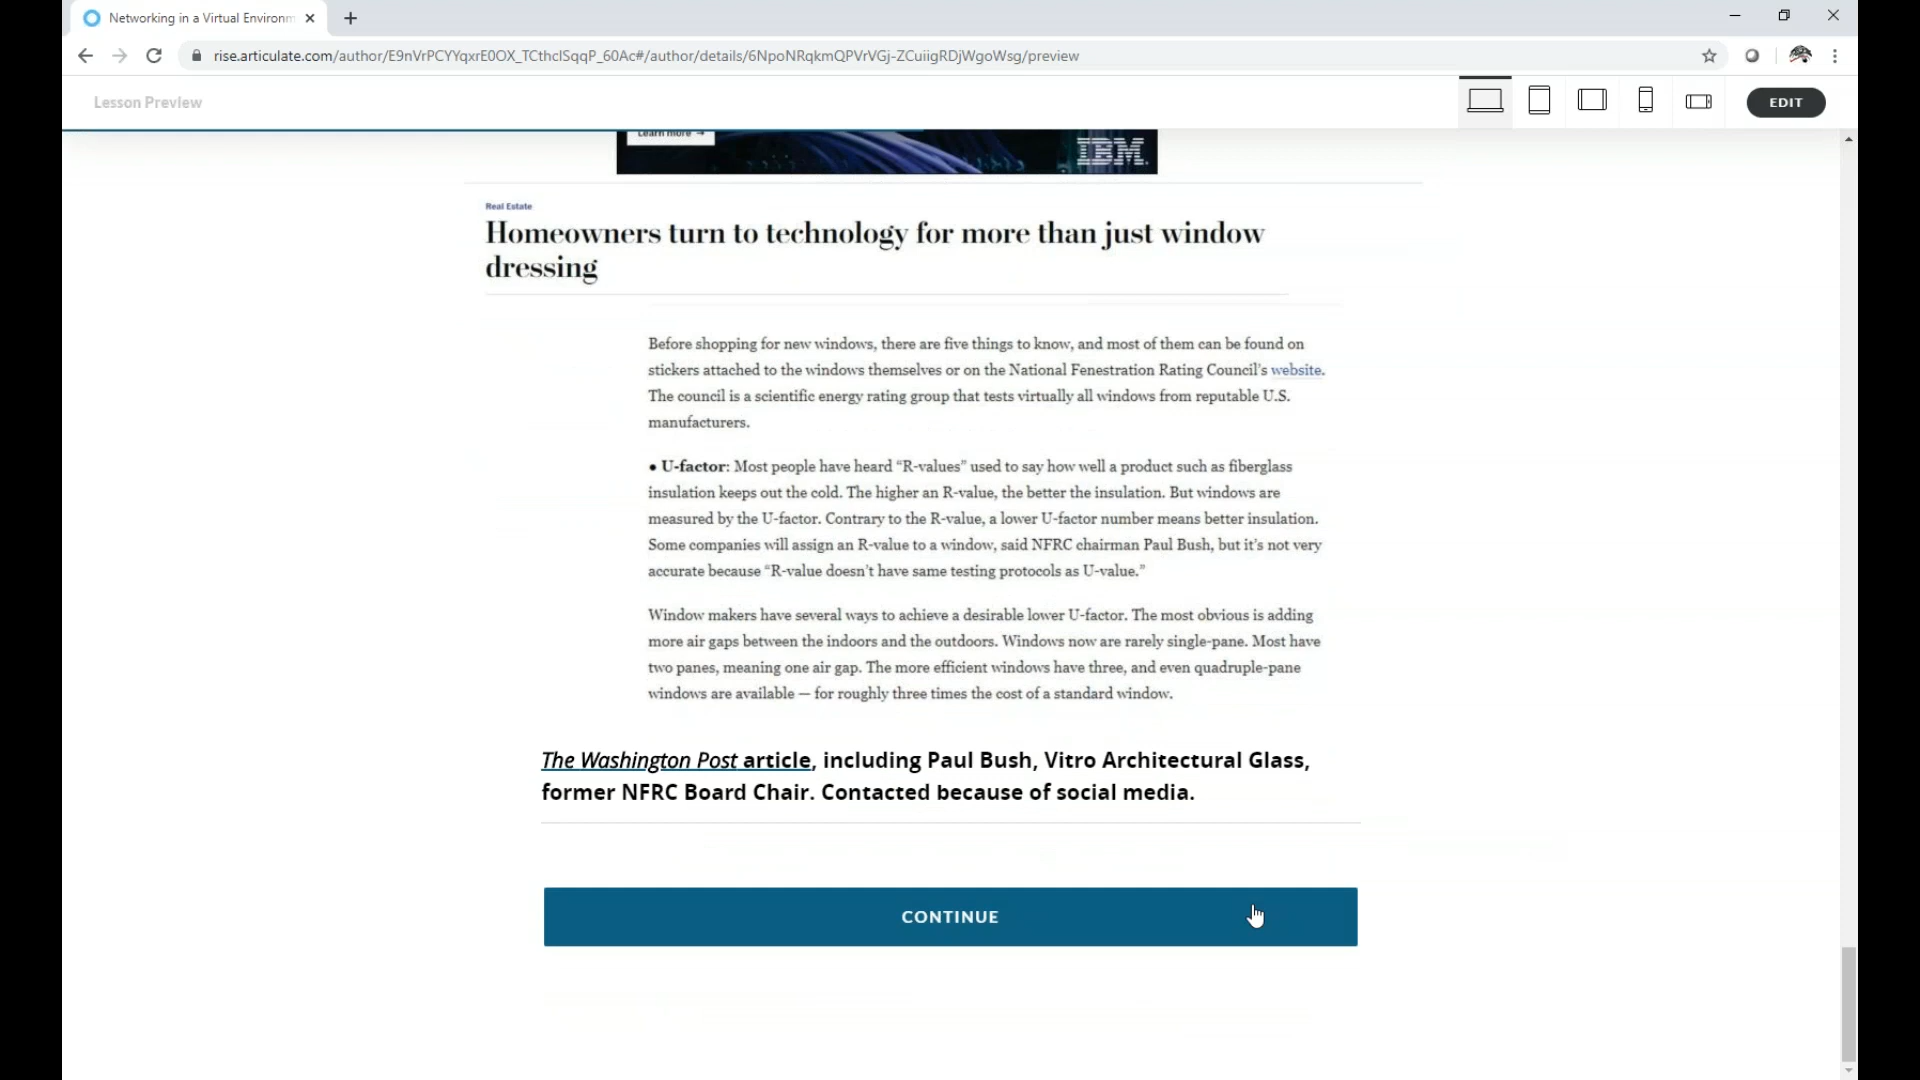 Networking in a Virtual Environm
rise.articulate.com/author/E9nVrPCYYqxrE0OX_TCthclSqqP_60Ac#/author/details/6NpoNRqkmQPVrVGj-ZCuiigRDjWgoWsg/preview
Lesson Preview
EDIT
Learn more →
IBM.
Real Estate
Homeowners turn to technology for more than just window
dressing
Before shopping for new windows, there are five things to know, and most of them can be found on
stickers attached to the windows themselves or on the National Fenestration Rating Council’s website.
The council is a scientific energy rating group that tests virtually all windows from reputable U.S.
manufacturers.
● U-factor: Most people have heard “R-values” used to say how well a product such as fiberglass
insulation keeps out the cold. The higher an R-value, the better the insulation. But windows are
measured by the U-factor. Contrary to the R-value, a lower U-factor number means better insulation.
Some companies will assign an R-value to a window, said NFRC chairman Paul Bush, but it’s not very
accurate because “R-value doesn’t have same testing protocols as U-value.”
Window makers have several ways to achieve a desirable lower U-factor. The most obvious is adding
more air gaps between the indoors and the outdoors. Windows now are rarely single-pane. Most have
two panes, meaning one air gap. The more efficient windows have three, and even quadruple-pane
windows are available — for roughly three times the cost of a standard window.
The Washington Post article, including Paul Bush, Vitro Architectural Glass,
former NFRC Board Chair. Contacted because of social media.
CONTINUE